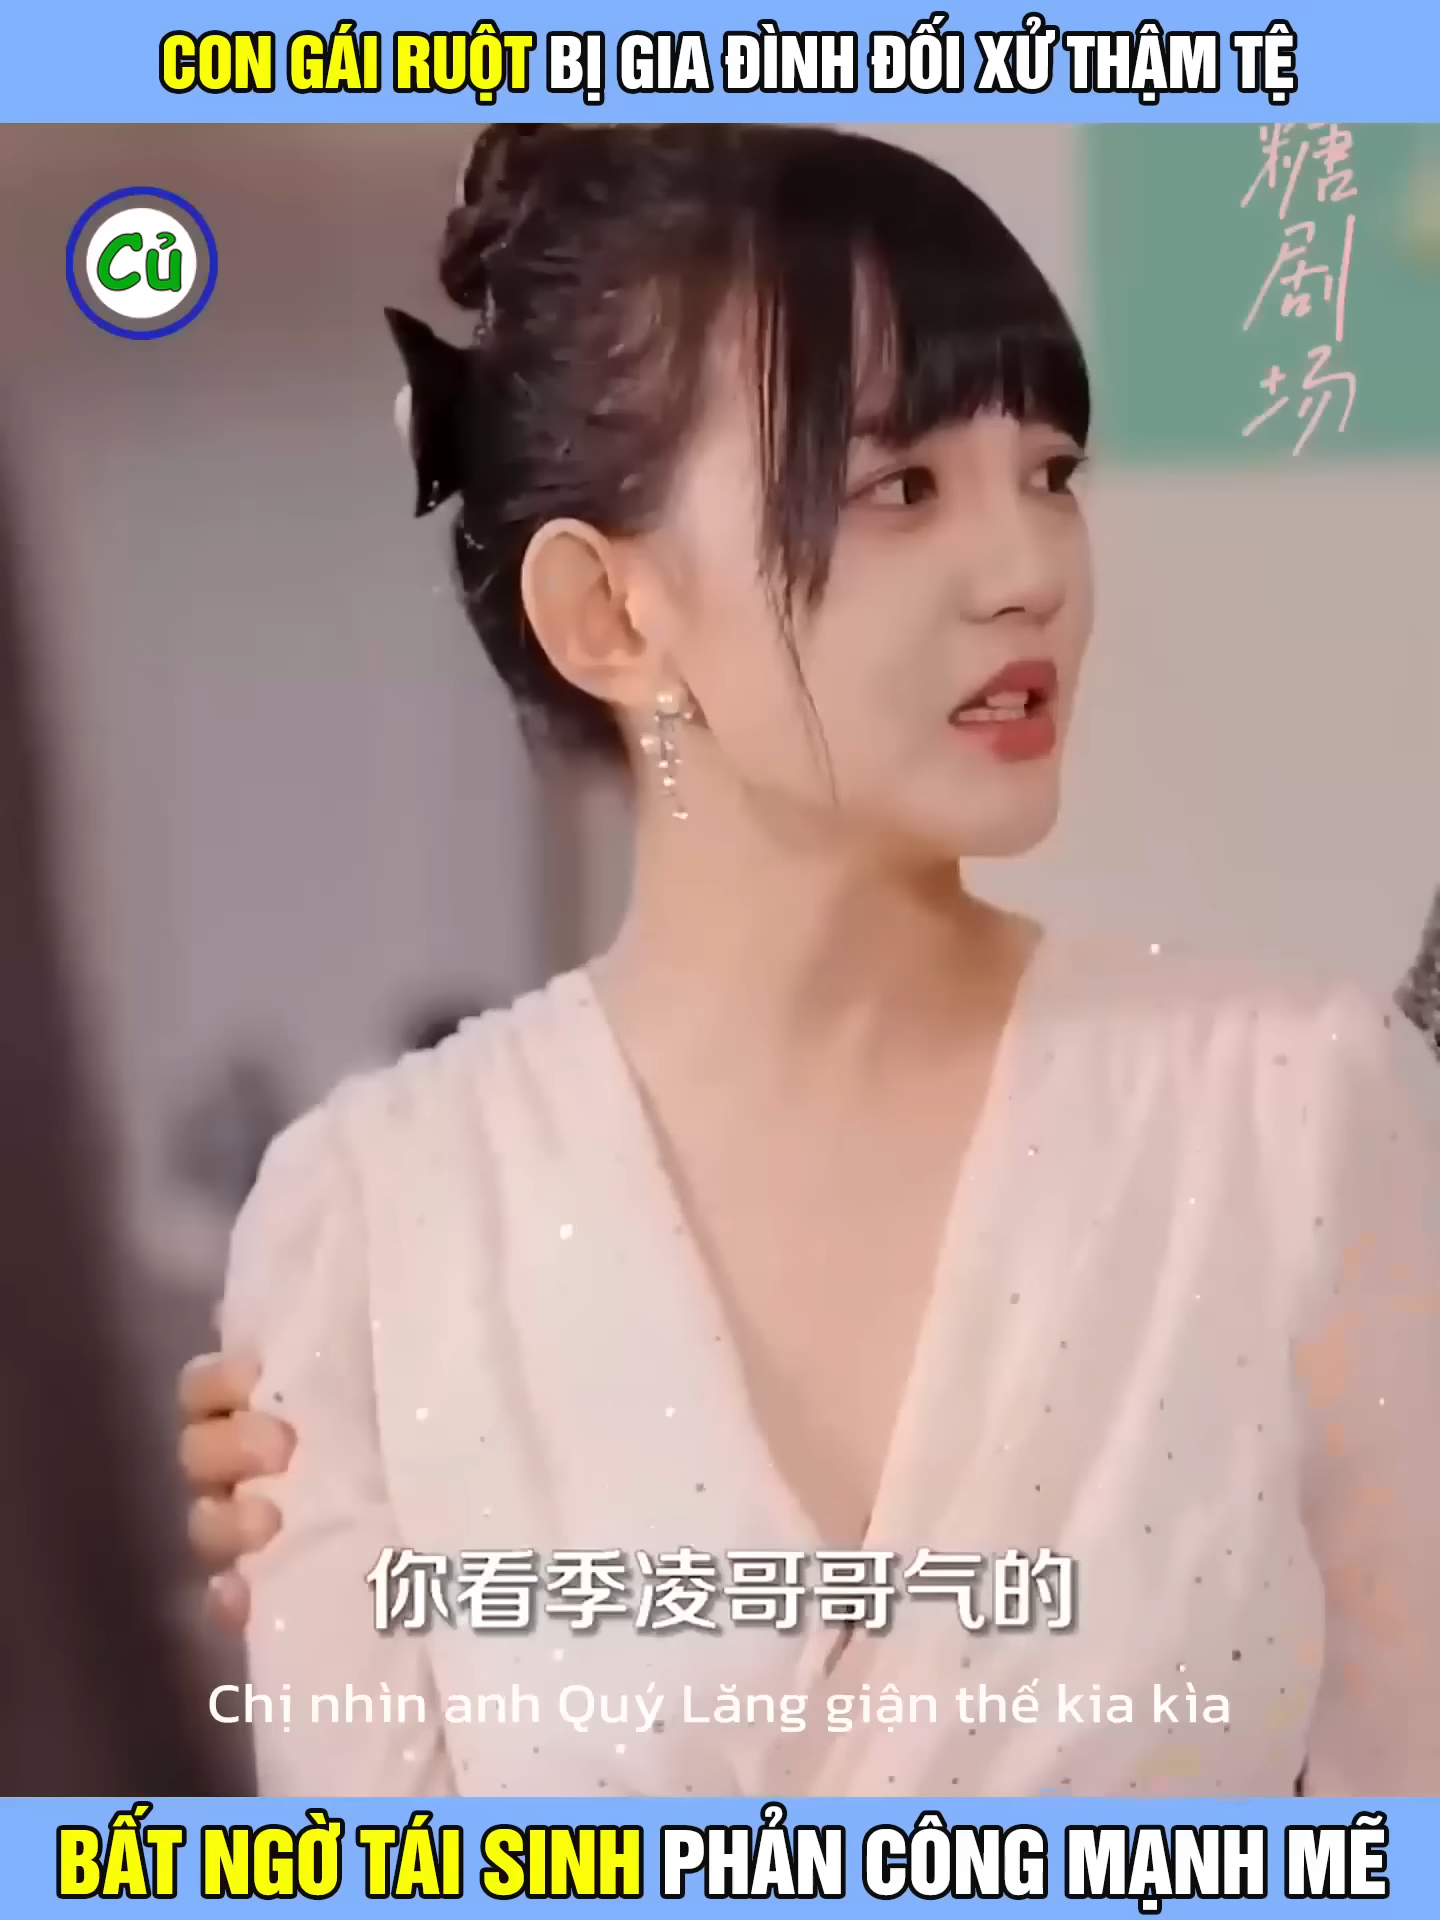 CON GÁI RUỘT BỊ GIA ĐÌNH ĐỐI XỬ THẬM TỆ
Củ
糖剧场
你看季凌哥哥气的
Chị nhìn anh Quý Lăng giận thế kia kìa
BẤT NGỜ TÁI SINH PHẢN CÔNG MẠNH MẼ